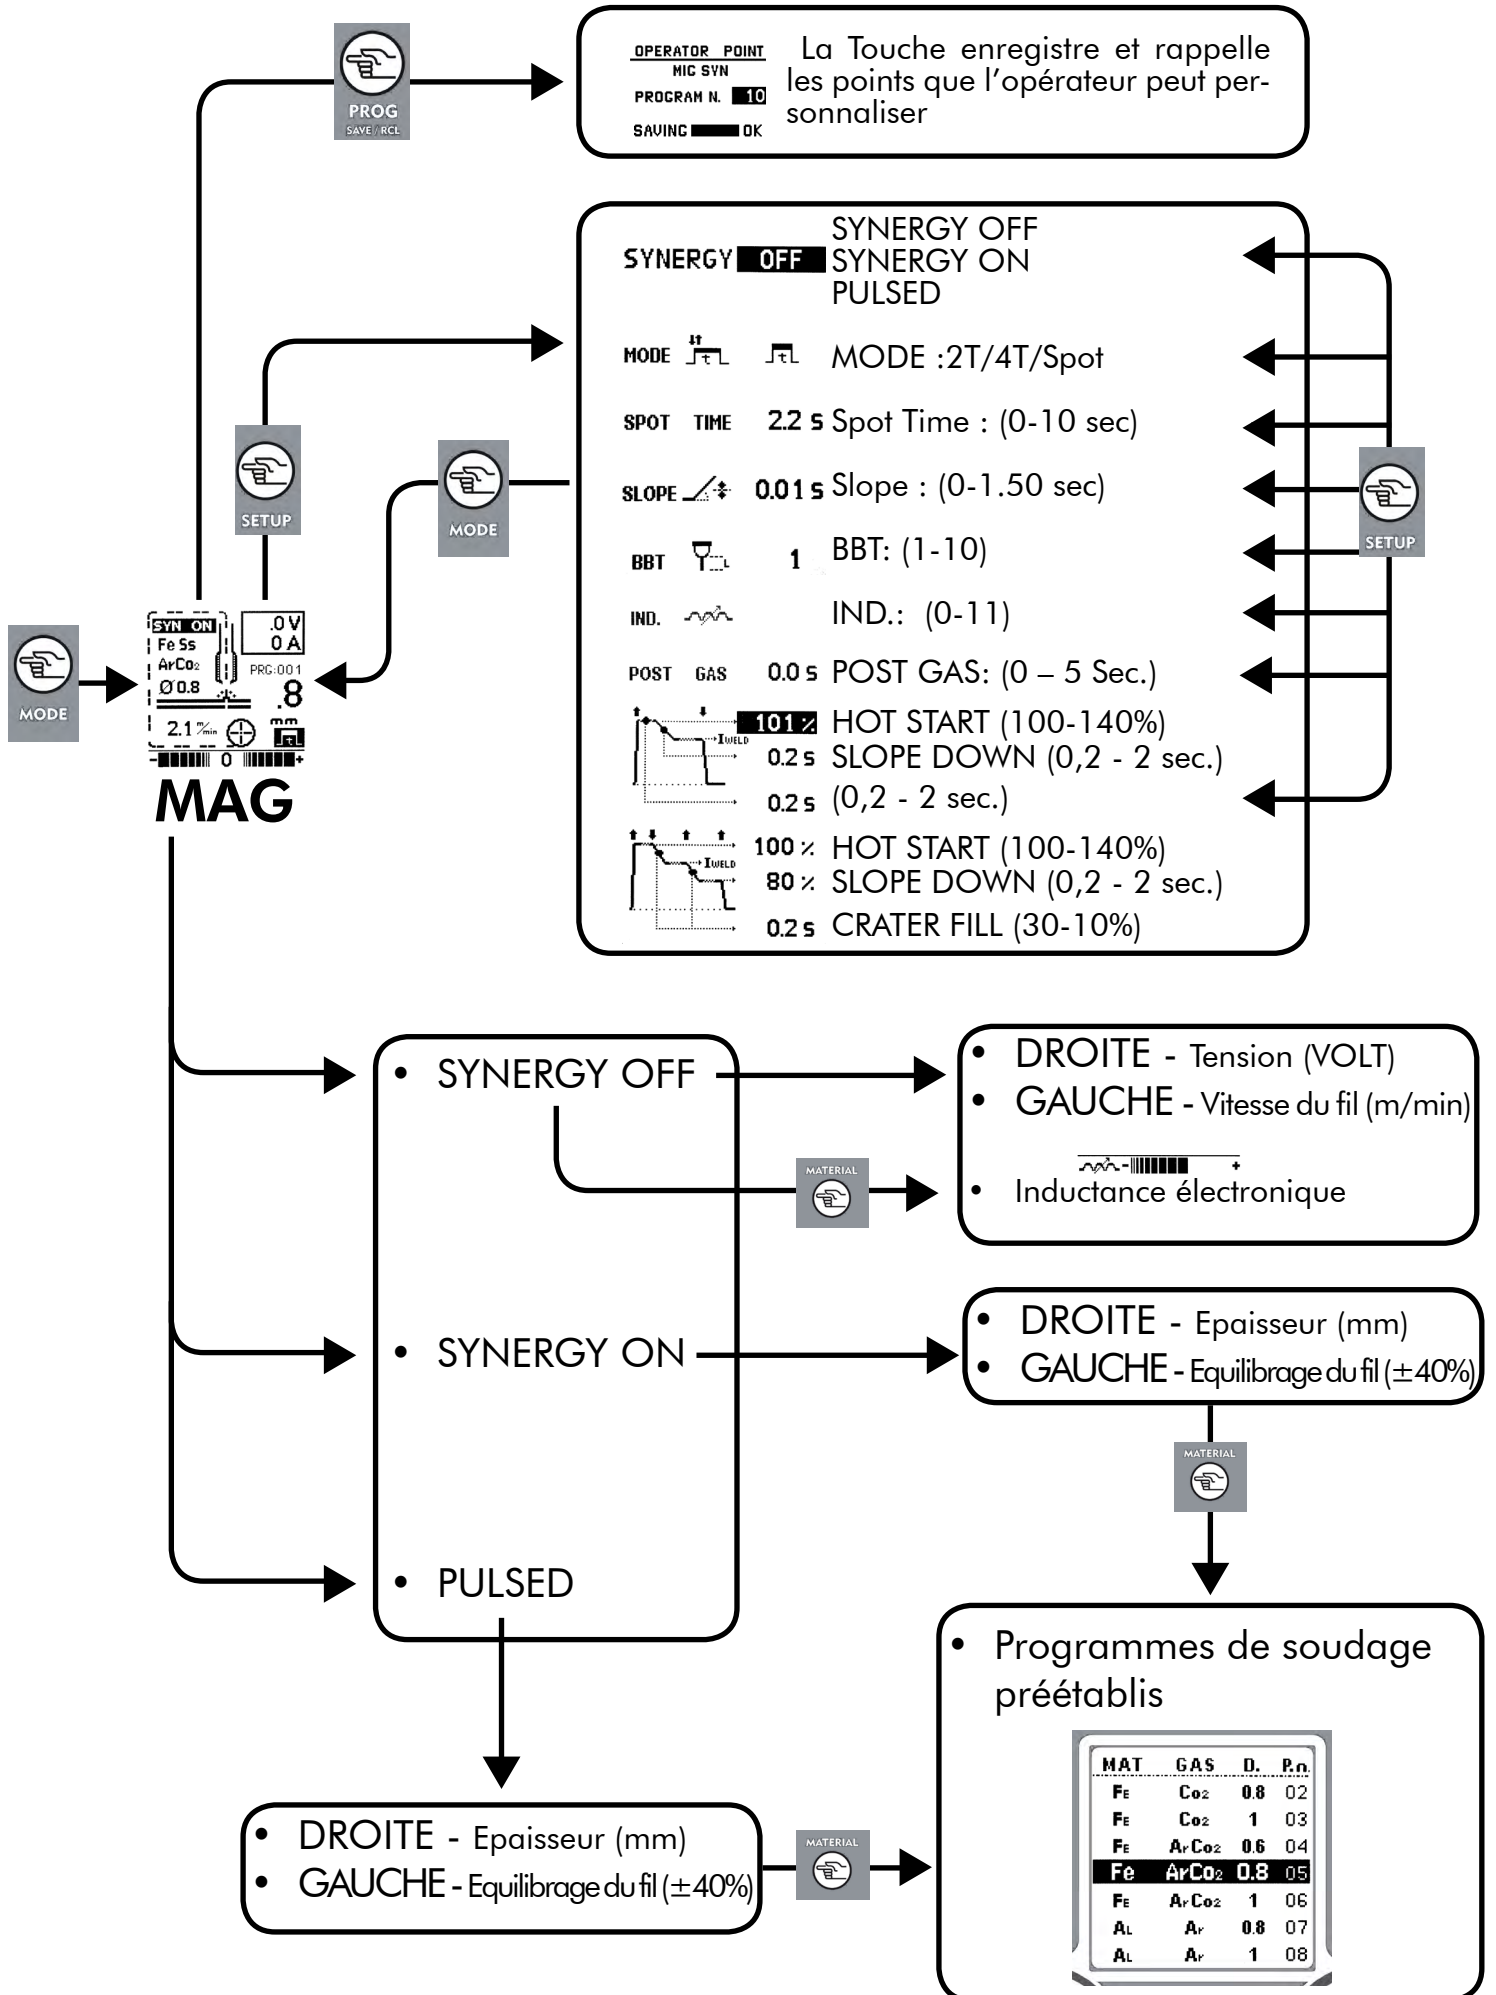 PROG
SAVE / RCL
OPERATOR POINT
MIG SYN
PROGRAM N. 10
SAVING OK
La Touche enregistre et rappelle
les points que l'opérateur peut per-
sonnaliser
SYNERGY OFF
SYNERGY OFF
SYNERGY ON
PULSED
MODE t t MODE :2T/4T/Spot
SPOT TIME 2.2 s Spot Time : (0-10 sec)
SLOPE 0.01 s Slope : (0-1.50 sec)
BBT L 1 BBT: (1-10)
IND. IND.: (0-11)
POST GAS 0.0 s POST GAS: (0 – 5 Sec.)
IWELD
101 % HOT START (100-140%)
0.2 s SLOPE DOWN (0,2 - 2 sec.)
0.2 s (0,2 - 2 sec.)
IWELD
100 % HOT START (100-140%)
80 % SLOPE DOWN (0,2 - 2 sec.)
0.2 s CRATER FILL (30-10%)
SETUP
SETUP
MODE
MODE
SYN ON .0 V
Fe Ss 0 A
ArCo2 PRG:001
Ø 0.8 .8
2.1 m/min mm
t
- 0 +
MAG
• SYNERGY OFF
• DROITE - Tension (VOLT)
• GAUCHE - Vitesse du fil (m/min)
MATERIAL
- +
• Inductance électronique
• SYNERGY ON
• DROITE - Epaisseur (mm)
• GAUCHE - Equilibrage du fil (±40%)
MATERIAL
• PULSED
• DROITE - Epaisseur (mm)
• GAUCHE - Equilibrage du fil (±40%)
MATERIAL
• Programmes de soudage
préétablis
MAT GAS D. P.n.
FE Co2 0.8 02
FE Co2 1 03
FE ArCo2 0.6 04
Fe ArCo2 0.8 05
FE ArCo2 1 06
AL Ar 0.8 07
AL Ar 1 08